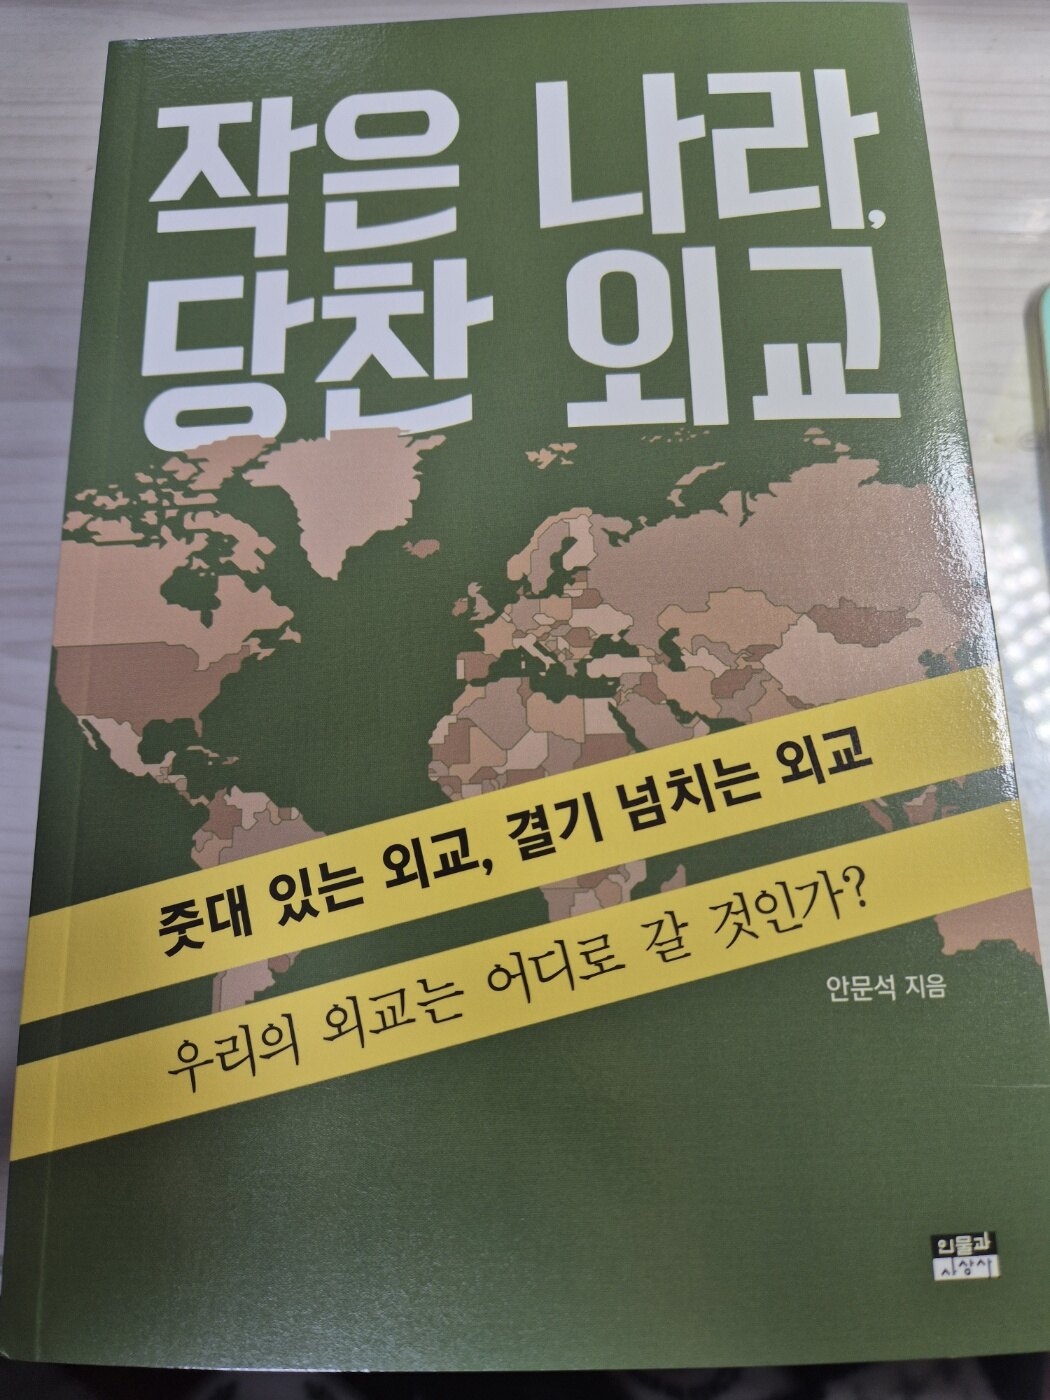 작은 나라,
당찬 외교
줏대 있는 외교, 결기 넘치는 외교
우리의 외교는 어디로 갈 것인가?
안문석 지음
인물과
사상사